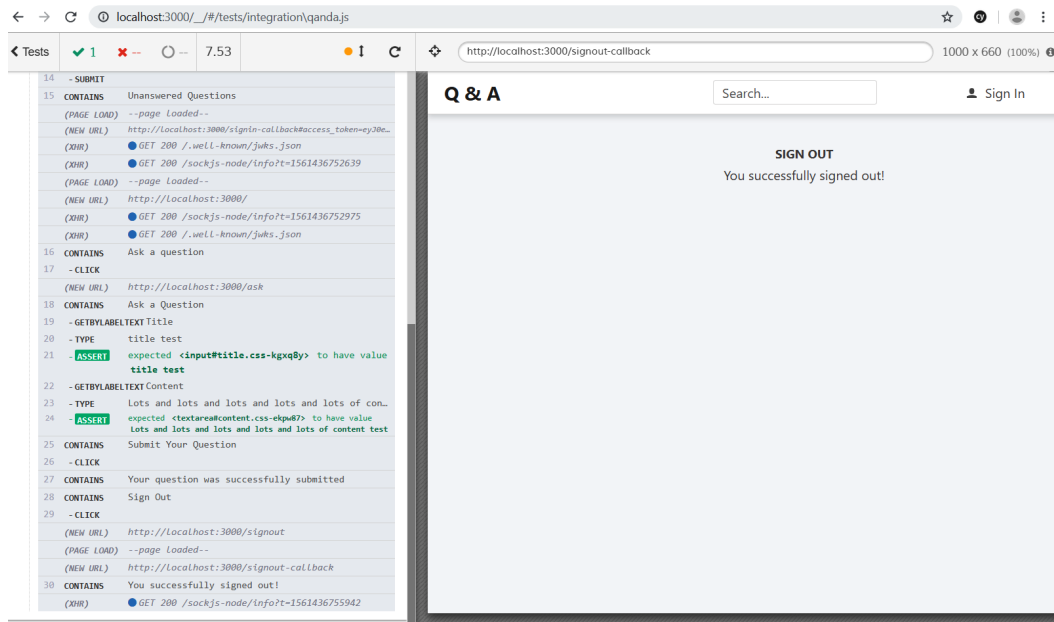 localhost:3000/__/#/tests/integration\qanda.js
cy
Tests 1 -- -- 7.53 http://localhost:3000/signout-callback 1000 x 660 (100%)
14 - SUBMIT
15 CONTAINS Unanswered Questions
(PAGE LOAD) --page loaded--
(NEW URL) http://localhost:3000/signin-callback#access_token=eyJ0e…
(XHR) GET 200 /.well-known/jwks.json
(XHR) GET 200 /sockjs-node/info?t=1561436752639
(PAGE LOAD) --page loaded--
(NEW URL) http://localhost:3000/
(XHR) GET 200 /sockjs-node/info?t=1561436752975
(XHR) GET 200 /.well-known/jwks.json
16 CONTAINS Ask a question
17 - CLICK
(NEW URL) http://localhost:3000/ask
18 CONTAINS Ask a Question
19 - GETBYLABELTEXT Title
20 - TYPE title test
21 - ASSERT expected <input#title.css-kgxq8y> to have value
title test
22 - GETBYLABELTEXT Content
23 - TYPE Lots and lots and lots and lots and lots of con…
24 - ASSERT expected <textarea#content.css-ekpw87> to have value
Lots and lots and lots and lots and lots of content test
25 CONTAINS Submit Your Question
26 - CLICK
27 CONTAINS Your question was successfully submitted
28 CONTAINS Sign Out
29 - CLICK
(NEW URL) http://localhost:3000/signout
(PAGE LOAD) --page loaded--
(NEW URL) http://localhost:3000/signout-callback
30 CONTAINS You successfully signed out!
(XHR) GET 200 /sockjs-node/info?t=1561436755942
Q & A Search... Sign In
SIGN OUT
You successfully signed out!